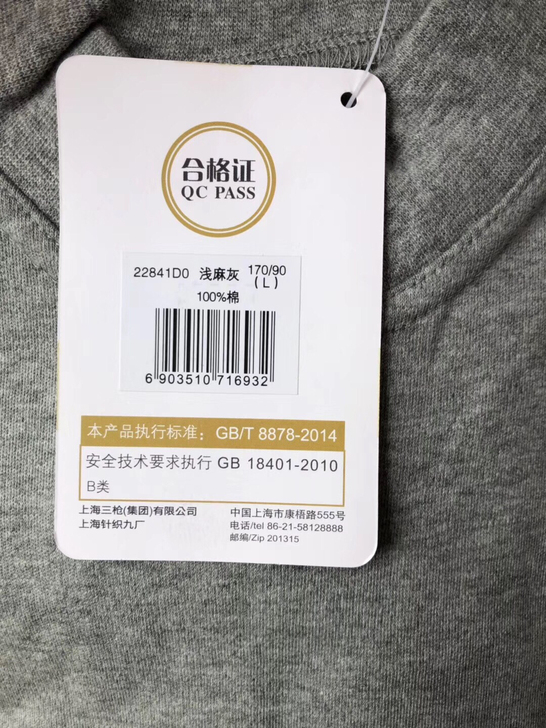 合格证
QC PASS
22841D0 浅麻灰 170/90
(L)
100%棉
6 903510 716932
本产品执行标准：GB/T 8878-2014
安全技术要求执行 GB 18401-2010
B类
上海三枪(集团)有限公司
上海针织九厂
中国上海市康梧路555号
电话/tel 86-21-58128888
邮编/Zip 201315